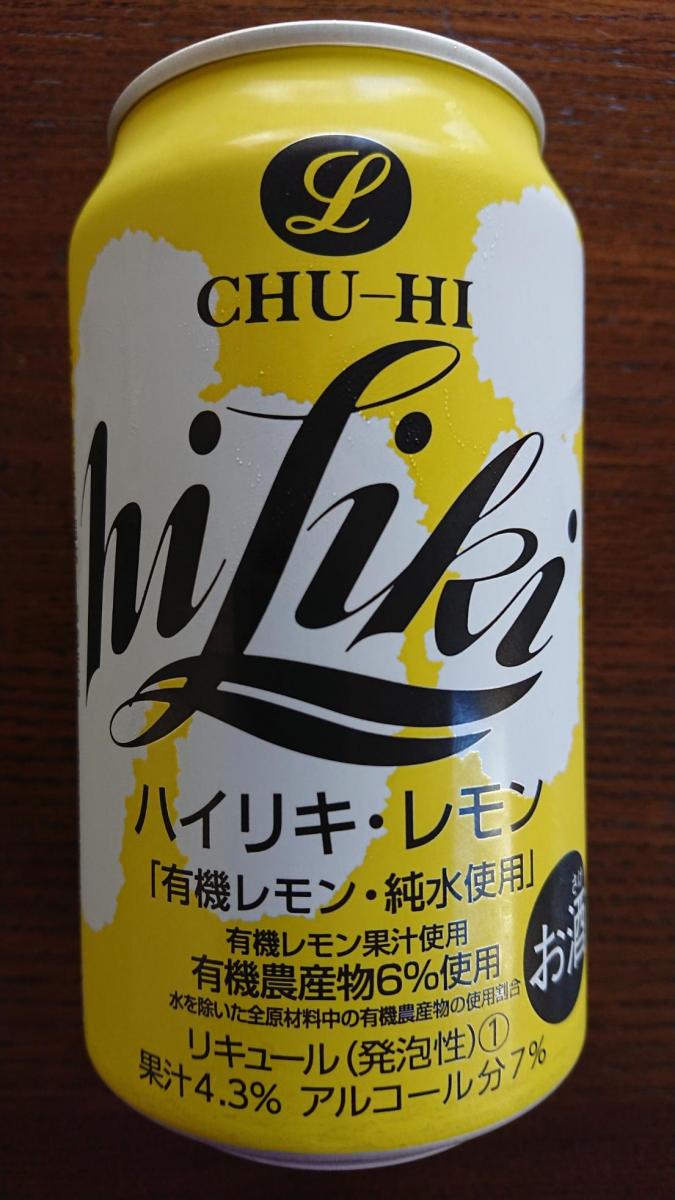 L
CHU-HI
hiLiki
ハイリキ・レモン
「有機レモン・純水使用」
有機レモン果汁使用
有機農産物6%使用
水を除いた全原材料中の有機農産物の使用割合
さけ
お酒
リキュール(発泡性)①
果汁4.3% アルコール分7%